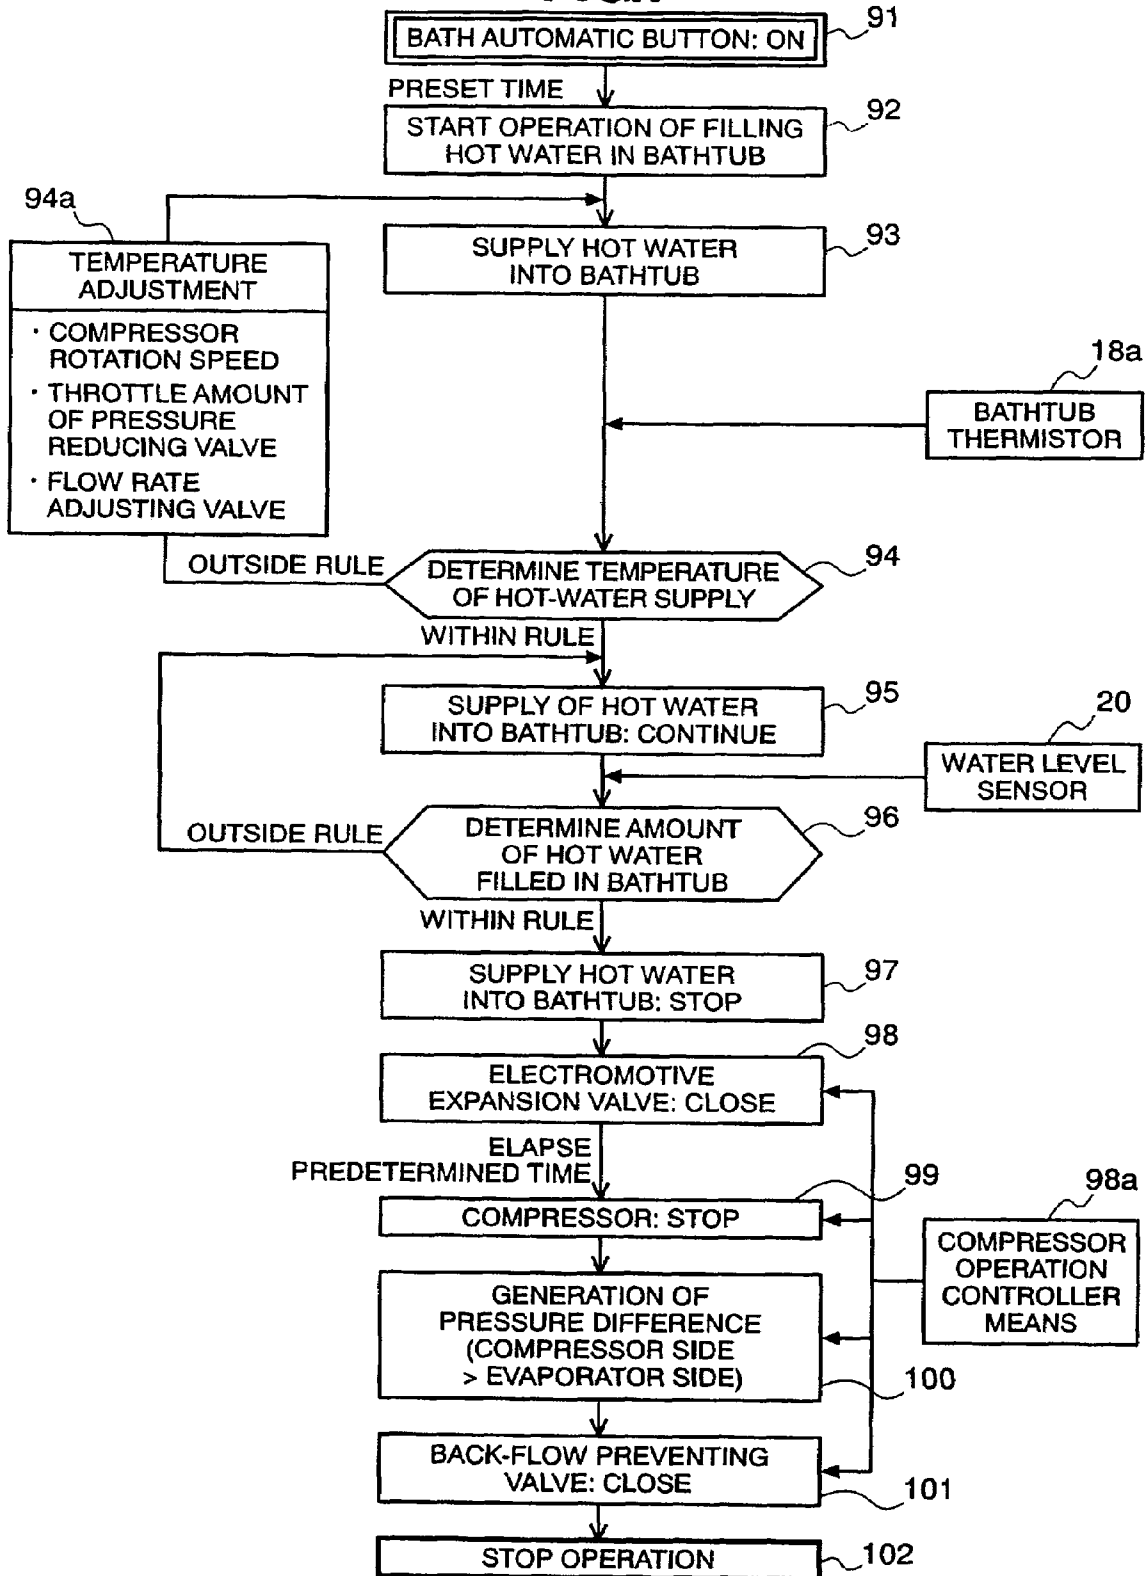 BATH AUTOMATIC BUTTON: ON
91
PRESET TIME
START OPERATION OF FILLING
HOT WATER IN BATHTUB
92
94a
TEMPERATURE
ADJUSTMENT
· COMPRESSOR
ROTATION SPEED
· THROTTLE AMOUNT
OF PRESSURE
REDUCING VALVE
· FLOW RATE
ADJUSTING VALVE
SUPPLY HOT WATER
INTO BATHTUB
93
18a
BATHTUB
THERMISTOR
OUTSIDE RULE
DETERMINE TEMPERATURE
OF HOT-WATER SUPPLY
94
WITHIN RULE
SUPPLY OF HOT WATER
INTO BATHTUB: CONTINUE
95
20
WATER LEVEL
SENSOR
OUTSIDE RULE
DETERMINE AMOUNT
OF HOT WATER
FILLED IN BATHTUB
96
WITHIN RULE
SUPPLY HOT WATER
INTO BATHTUB: STOP
97
ELECTROMOTIVE
EXPANSION VALVE: CLOSE
98
ELAPSE
PREDETERMINED TIME
COMPRESSOR: STOP
99
98a
COMPRESSOR
OPERATION
CONTROLLER
MEANS
GENERATION OF
PRESSURE DIFFERENCE
(COMPRESSOR SIDE
> EVAPORATOR SIDE)
100
BACK-FLOW PREVENTING
VALVE: CLOSE
101
STOP OPERATION
102